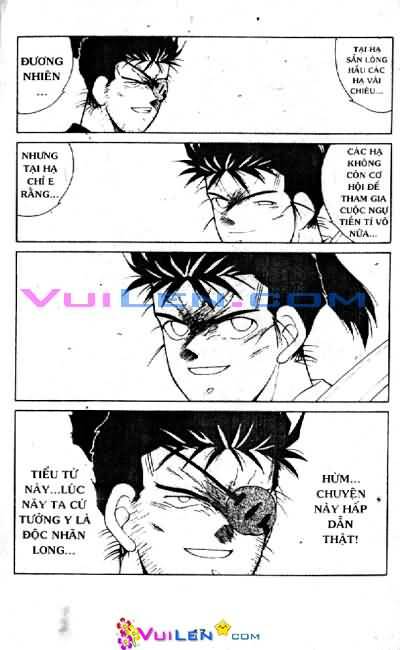 ĐƯƠNG
NHIÊN
...
TẠI HẠ
SẴN LÒNG
HẦU CÁC
HẠ VÀI
CHIÊU...
NHƯNG
TẠI HẠ
CHỈ E
RẰNG...
CÁC HẠ
KHÔNG
CÒN CƠ
HỘI ĐỂ
THAM GIA
CUỘC NGỰ
TIỀN TỈ VÕ
NỮA...
VUILEN.COM
TIỂU TỬ
NÀY...LÚC
NÃY TA CỨ
TƯỞNG Y LÀ
ĐỘC NHÃN
LONG...
HỪM...
CHUYỆN
NÀY HẤP
DẪN
THẬT!
VUILEN.COM